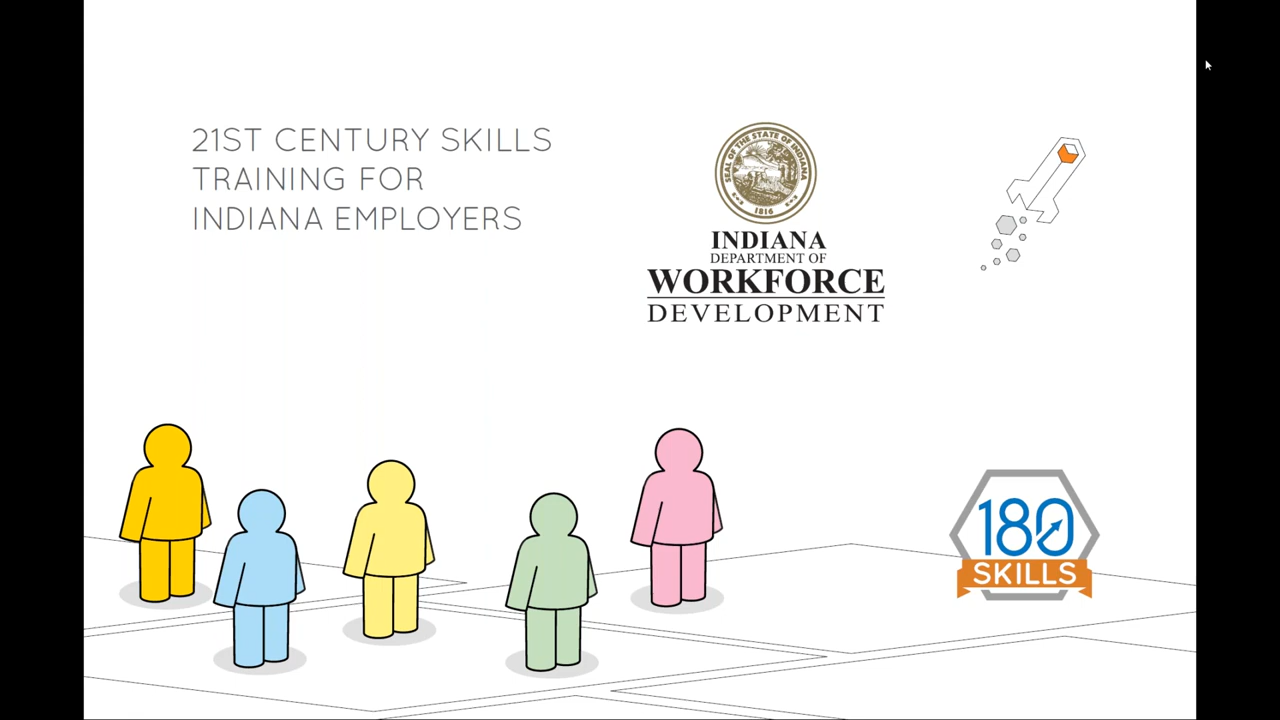 21ST CENTURY SKILLS
TRAINING FOR
INDIANA EMPLOYERS
SEAL OF THE STATE OF INDIANA
1816
INDIANA
DEPARTMENT OF
WORKFORCE
DEVELOPMENT
180
SKILLS